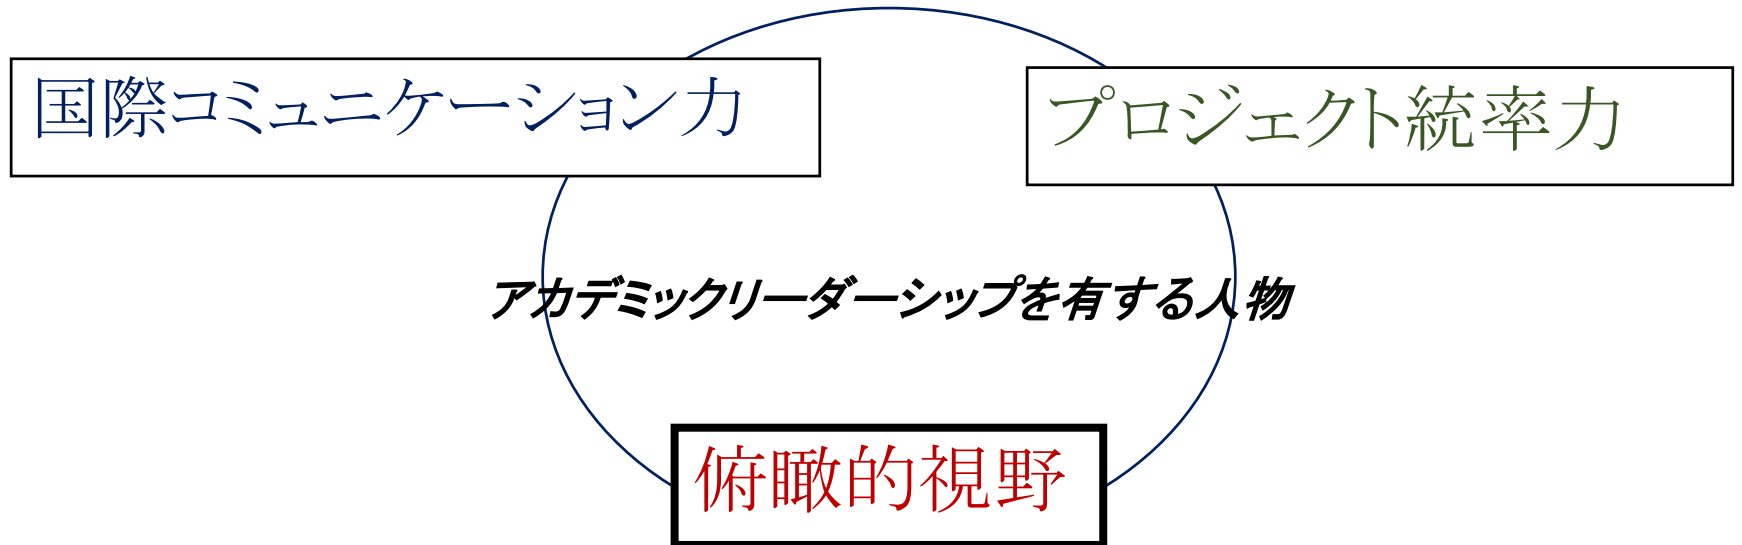 国際コミュニケーション力
プロジェクト統率力
アカデミックリーダーシップを有する人物
俯瞰的視野